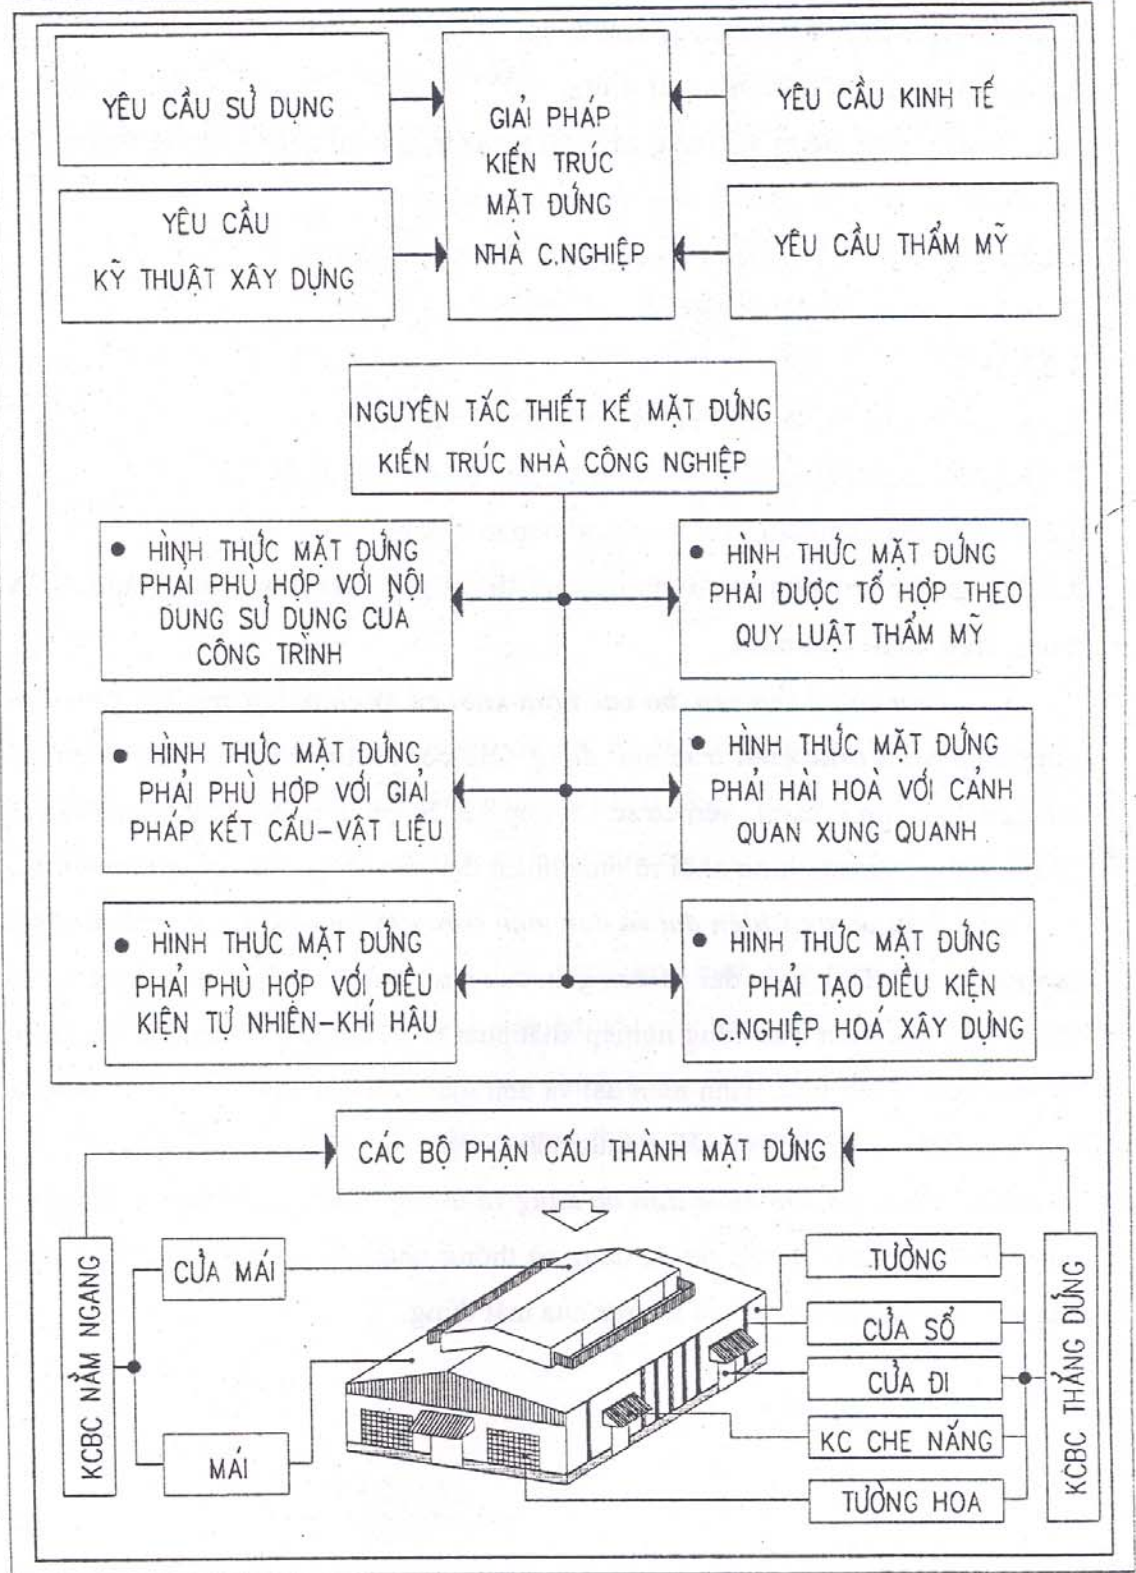 YÊU CẦU SỬ DỤNG
YÊU CẦU
KỸ THUẬT XÂY DỰNG
GIẢI PHÁP
KIẾN TRÚC
MẶT ĐỨNG
NHÀ C.NGHIỆP
YÊU CẦU KINH TẾ
YÊU CẦU THẨM MỸ
NGUYÊN TẮC THIẾT KẾ MẶT ĐỨNG
KIẾN TRÚC NHÀ CÔNG NGHIỆP
● HÌNH THỨC MẶT ĐỨNG
PHẢI PHÙ HỢP VỚI NỘI
DUNG SỬ DỤNG CỦA
CÔNG TRÌNH
● HÌNH THỨC MẶT ĐỨNG
PHẢI ĐƯỢC TỔ HỢP THEO
QUY LUẬT THẨM MỸ
● HÌNH THỨC MẶT ĐỨNG
PHẢI PHÙ HỢP VỚI GIẢI
PHÁP KẾT CẤU-VẬT LIỆU
● HÌNH THỨC MẶT ĐỨNG
PHẢI HÀI HOÀ VỚI CẢNH
QUAN XUNG QUANH
● HÌNH THỨC MẶT ĐỨNG
PHẢI PHÙ HỢP VỚI ĐIỀU
KIỆN TỰ NHIÊN-KHÍ HẬU
● HÌNH THỨC MẶT ĐỨNG
PHẢI TẠO ĐIỀU KIỆN
C.NGHIỆP HOÁ XÂY DỰNG
CÁC BỘ PHẬN CẤU THÀNH MẶT ĐỨNG
KCBC NẰM NGANG
CỬA MÁI
MÁI
TƯỜNG
CỬA SỔ
CỬA ĐI
KC CHE NẮNG
TƯỜNG HOA
KCBC THẲNG ĐỨNG